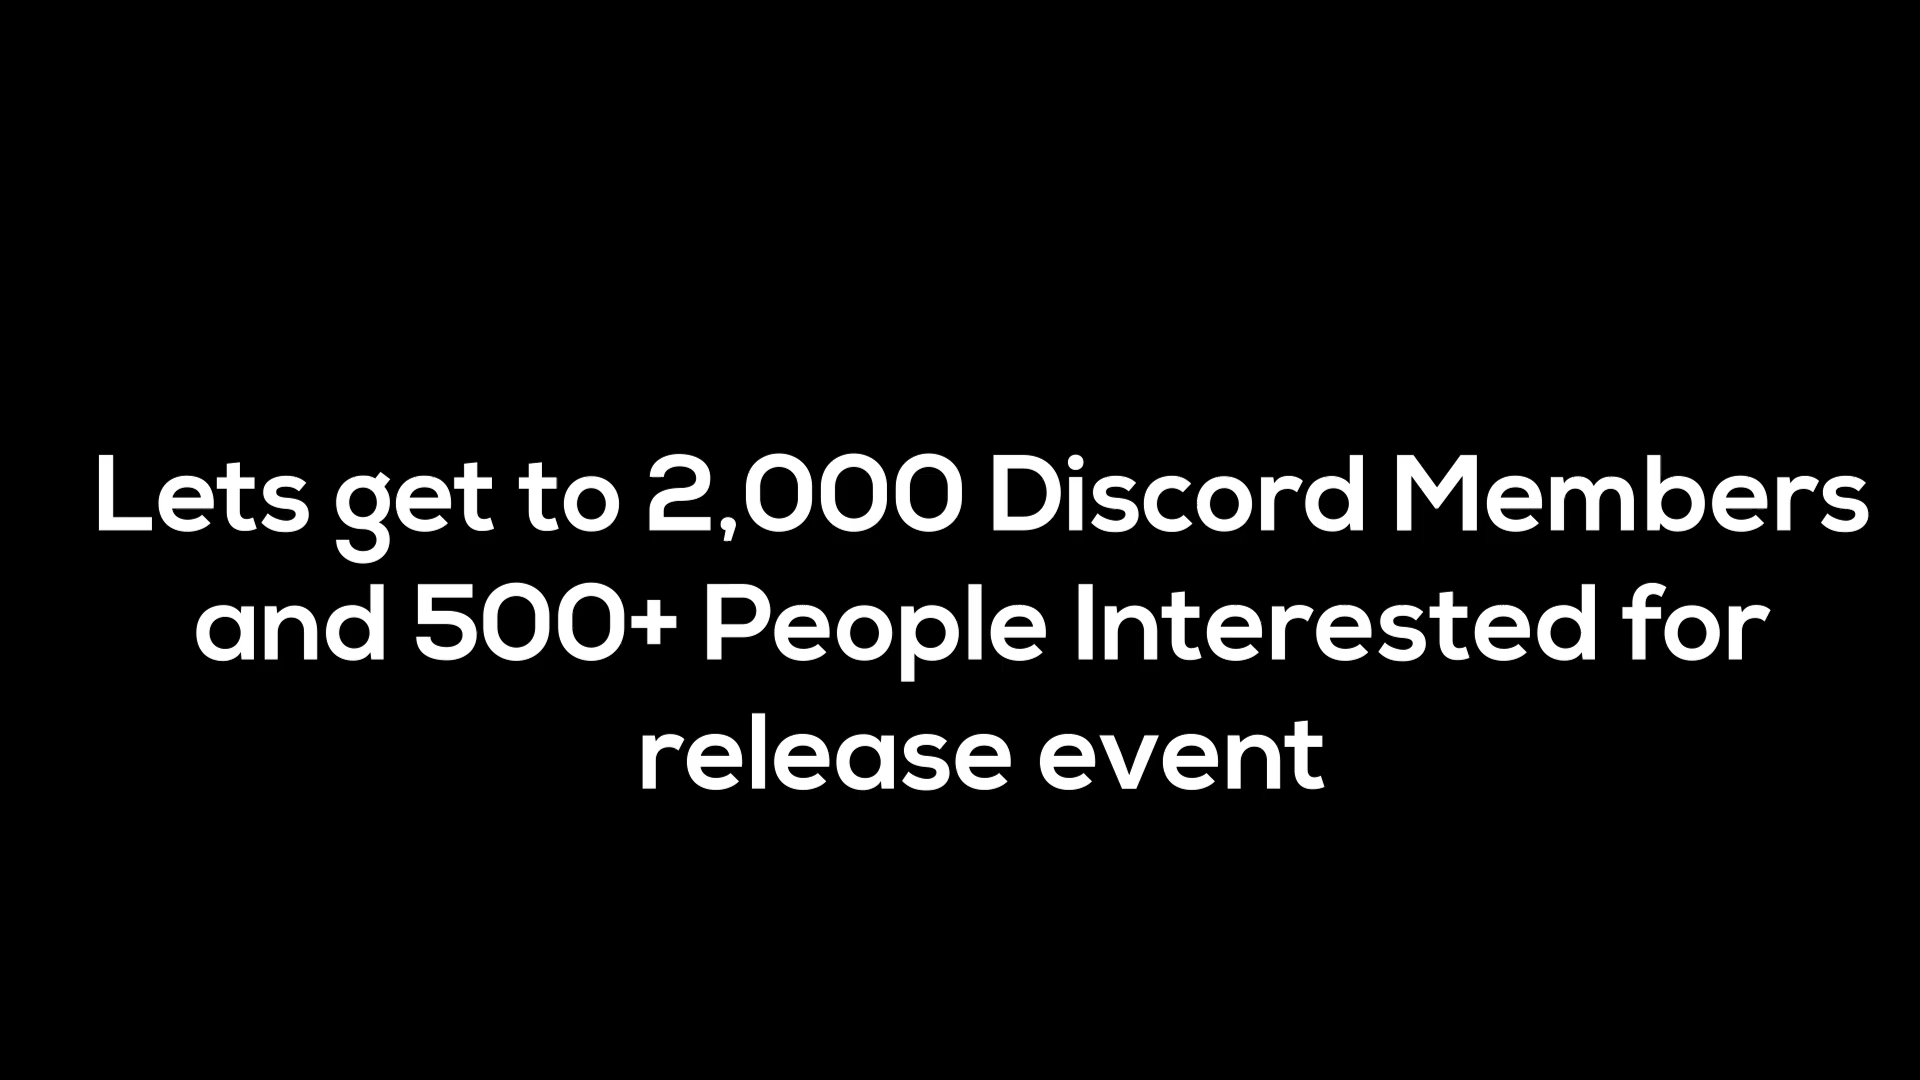 Lets get to 2,000 Discord Members
and 500+ People Interested for
release event